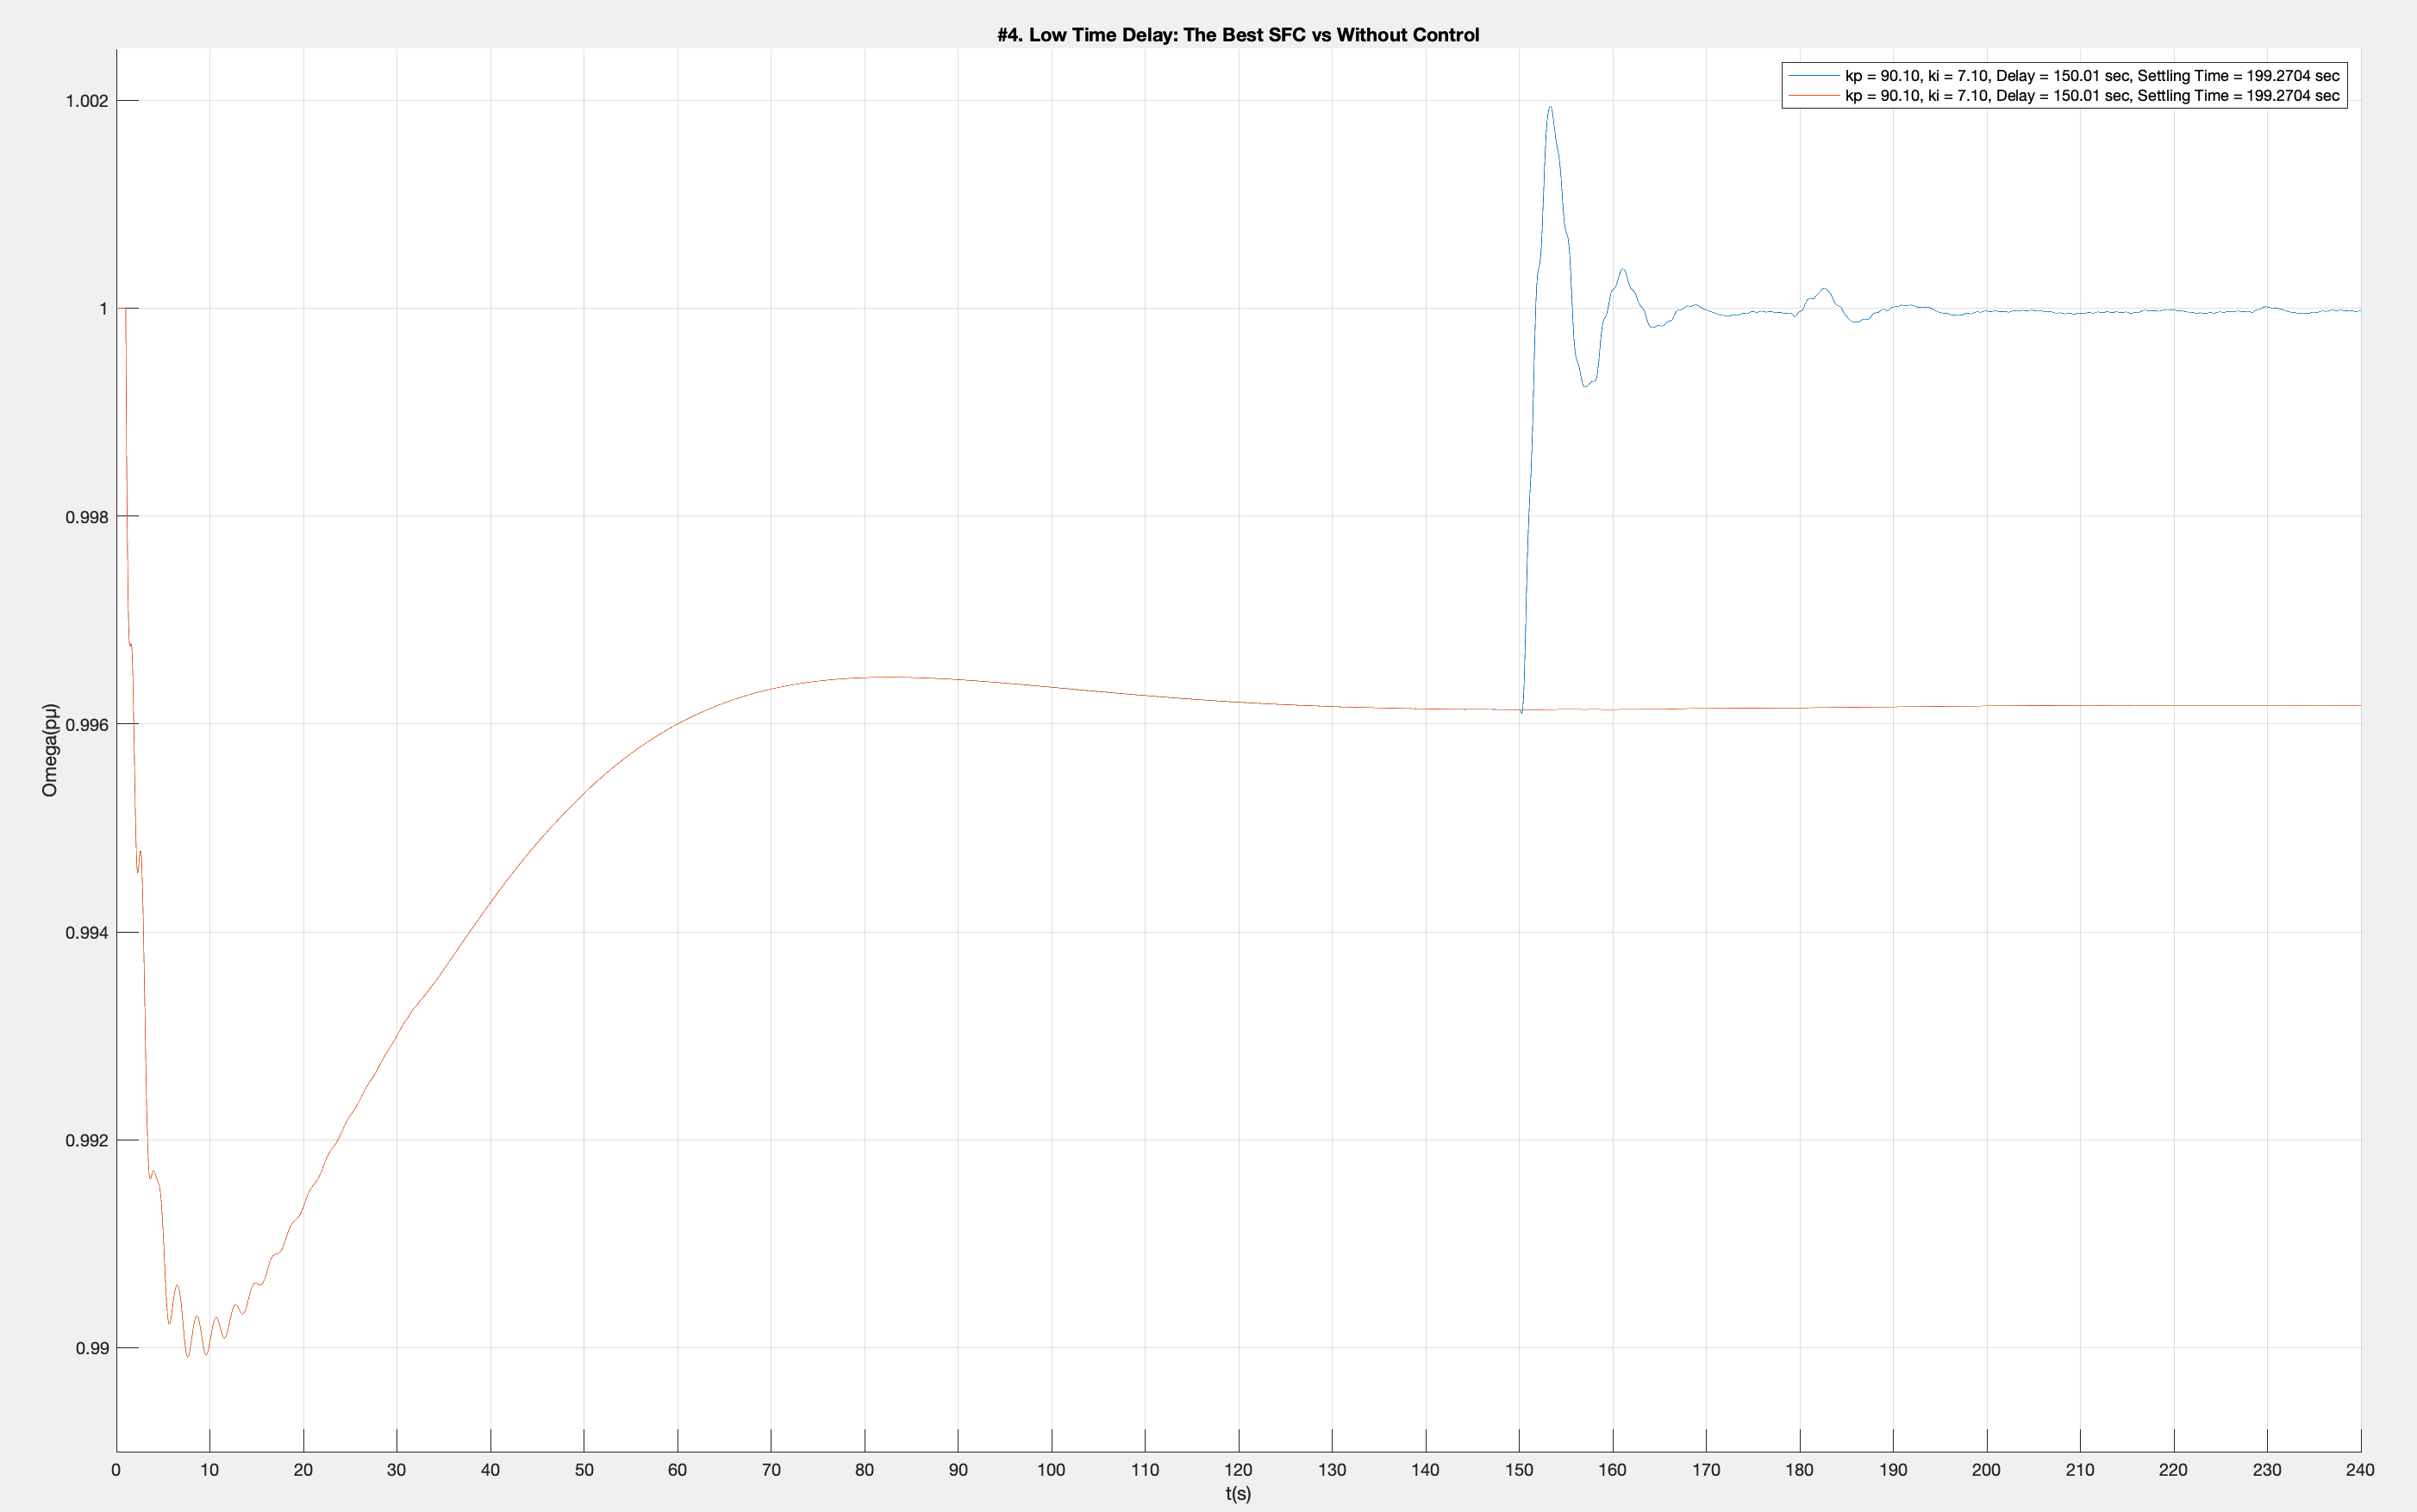 #4. Low Time Delay: The Best SFC vs Without Control
kp = 90.10, ki = 7.10, Delay = 150.01 sec, Settling Time = 199.2704 sec
kp = 90.10, ki = 7.10, Delay = 150.01 sec, Settling Time = 199.2704 sec
1.002
1
0.998
0.996
0.994
0.992
0.99
Omega(pμ)
0 10 20 30 40 50 60 70 80 90 100 110 120 130 140 150 160 170 180 190 200 210 220 230 240
t(s)